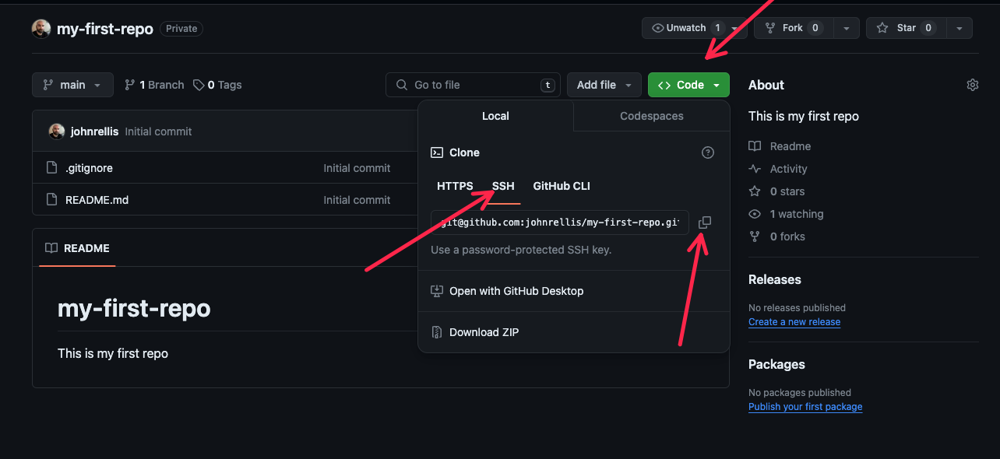 my-first-repo Private
Unwatch 1
Fork 0
Star 0
main
1 Branch
0 Tags
Go to file t
Add file
<> Code
johnrellis Initial commit
.gitignore Initial commit
README.md Initial commit
README
my-first-repo
This is my first repo
Local
Codespaces
Clone
HTTPS SSH GitHub CLI
git@github.com:johnrellis/my-first-repo.git
Use a password-protected SSH key.
Open with GitHub Desktop
Download ZIP
About
This is my first repo
Readme
Activity
0 stars
1 watching
0 forks
Releases
No releases published
Create a new release
Packages
No packages published
Publish your first package